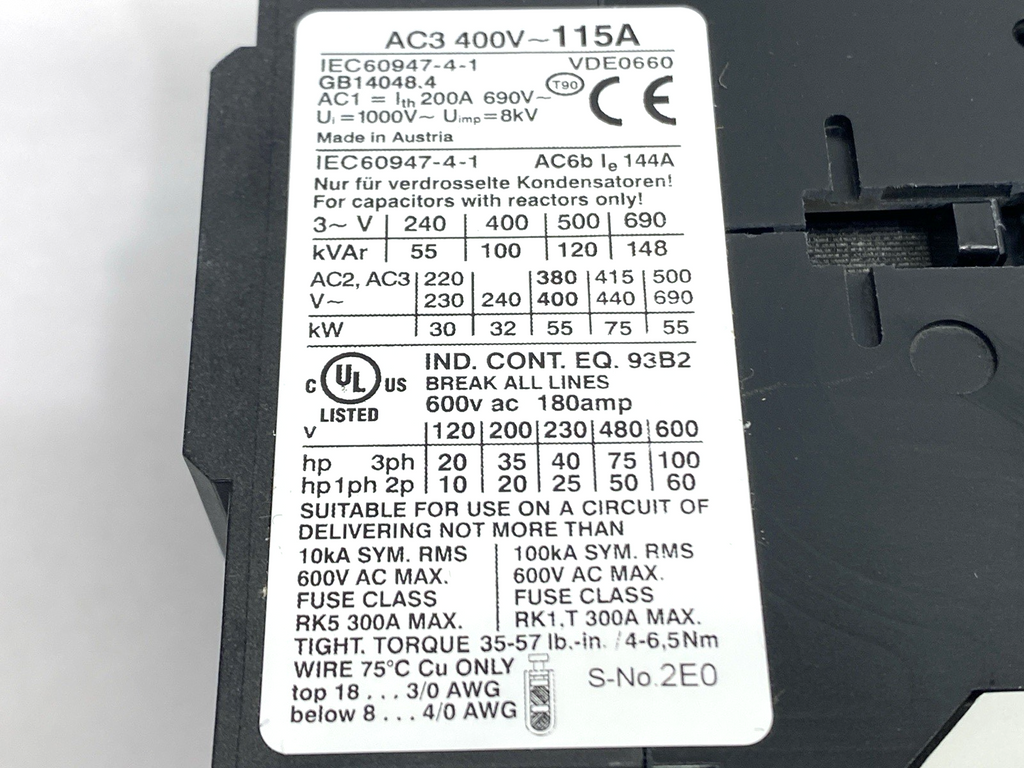 AC3 400V~115A
IEC60947-4-1 VDE0660
GB14048.4 T90
AC1 = Ith 200A 690V~ CE
Ui=1000V~ Uimp=8kV
Made in Austria
IEC60947-4-1 AC6b Ie 144A
Nur für verdrosselte Kondensatoren!
For capacitors with reactors only!
3~ V | 240 | 400 | 500 | 690
kVAr | 55 | 100 | 120 | 148
AC2, AC3 | 220 | | 380 | 415 | 500
V~ | 230 | 240 | 400 | 440 | 690
kW | 30 | 32 | 55 | 75 | 55
IND. CONT. EQ. 93B2
C UL US BREAK ALL LINES
LISTED 600v ac 180amp
V | 120 | 200 | 230 | 480 | 600
hp 3ph | 20 | 35 | 40 | 75 | 100
hp 1ph 2p | 10 | 20 | 25 | 50 | 60
SUITABLE FOR USE ON A CIRCUIT OF
DELIVERING NOT MORE THAN
10kA SYM. RMS | 100kA SYM. RMS
600V AC MAX. | 600V AC MAX.
FUSE CLASS | FUSE CLASS
RK5 300A MAX. | RK1,T 300A MAX.
TIGHT. TORQUE 35-57 lb.-in. /4-6,5Nm
WIRE 75°C Cu ONLY
top 18 . . . 3/0 AWG S-No.2E0
below 8 . . . 4/0 AWG